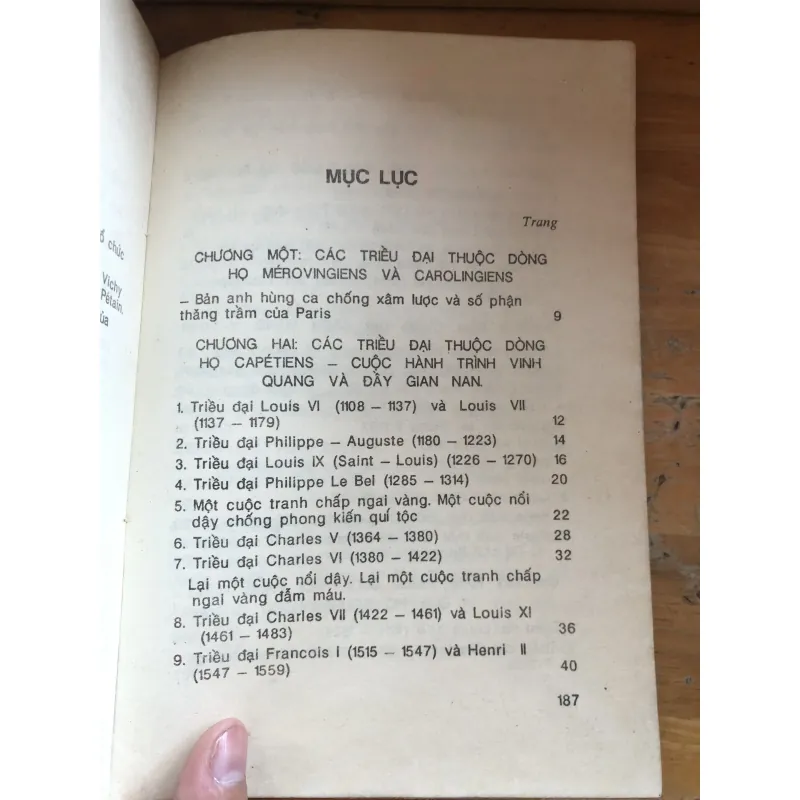 ổ chúc
Vichy
Pétain.
ủa
MỤC LỤC
Trang
CHƯƠNG MỘT: CÁC TRIỀU ĐẠI THUỘC DÒNG
HỌ MÉROVINGIENS VÀ CAROLINGIENS
– Bản anh hùng ca chống xâm lược và số phận
thăng trầm của Paris 9
CHƯƠNG HAI: CÁC TRIỀU ĐẠI THUỘC DÒNG
HỌ CAPÉTIENS – CUỘC HÀNH TRÌNH VINH
QUANG VÀ ĐẦY GIAN NAN.
1. Triều đại Louis VI (1108 – 1137) và Louis VII
(1137 – 1179) 12
2. Triều đại Philippe – Auguste (1180 – 1223) 14
3. Triều đại Louis IX (Saint – Louis) (1226 – 1270) 16
4. Triều đại Philippe Le Bel (1285 – 1314) 20
5. Một cuộc tranh chấp ngai vàng. Một cuộc nổi
dậy chống phong kiến quí tộc 22
6. Triều đại Charles V (1364 – 1380) 28
7. Triều đại Charles VI (1380 – 1422) 32
Lại một cuộc nổi dậy. Lại một cuộc tranh chấp
ngai vàng đẫm máu.
8. Triều đại Charles VII (1422 – 1461) và Louis XI
(1461 – 1483) 36
9. Triều đại Francois I (1515 – 1547) và Henri II
(1547 – 1559) 40
187